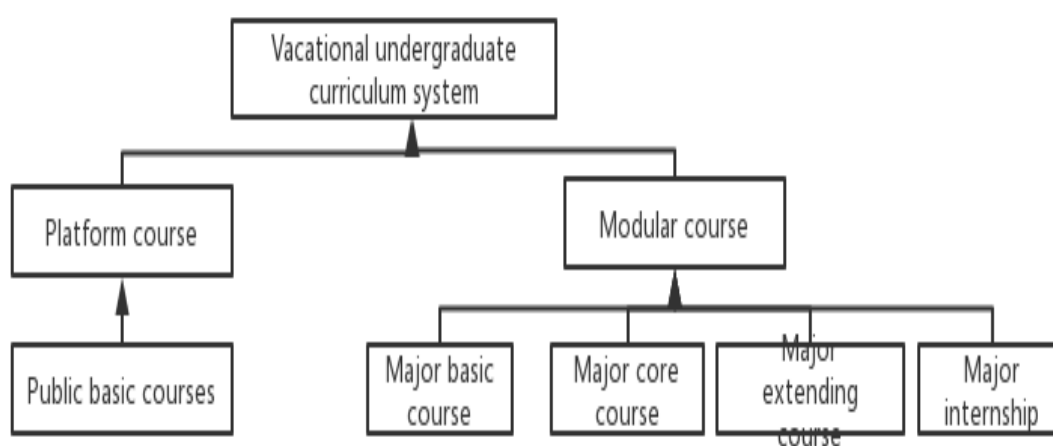 Vacational undergraduate
curriculum system
Platform course
Modular course
Public basic courses
Major basic
course
Major core
course
Major
extending
course
Major
internship